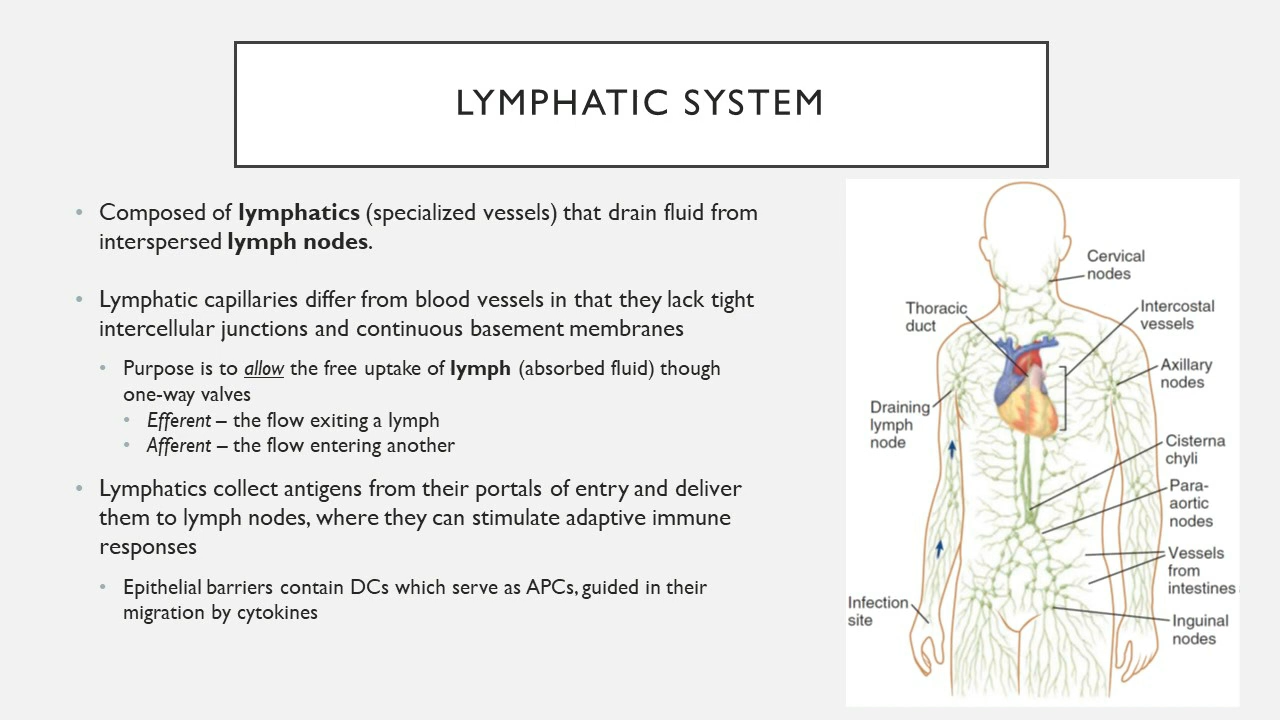 LYMPHATIC SYSTEM
• Composed of lymphatics (specialized vessels) that drain fluid from
interspersed lymph nodes.
• Lymphatic capillaries differ from blood vessels in that they lack tight
intercellular junctions and continuous basement membranes
• Purpose is to allow the free uptake of lymph (absorbed fluid) though
one-way valves
• Efferent – the flow exiting a lymph
• Afferent – the flow entering another
• Lymphatics collect antigens from their portals of entry and deliver
them to lymph nodes, where they can stimulate adaptive immune
responses
• Epithelial barriers contain DCs which serve as APCs, guided in their
migration by cytokines
Cervical
nodes
Thoracic
duct
Intercostal
vessels
Axillary
nodes
Draining
lymph
node
Cisterna
chyli
Para-
aortic
nodes
Vessels
from
intestines
Infection
site
Inguinal
nodes